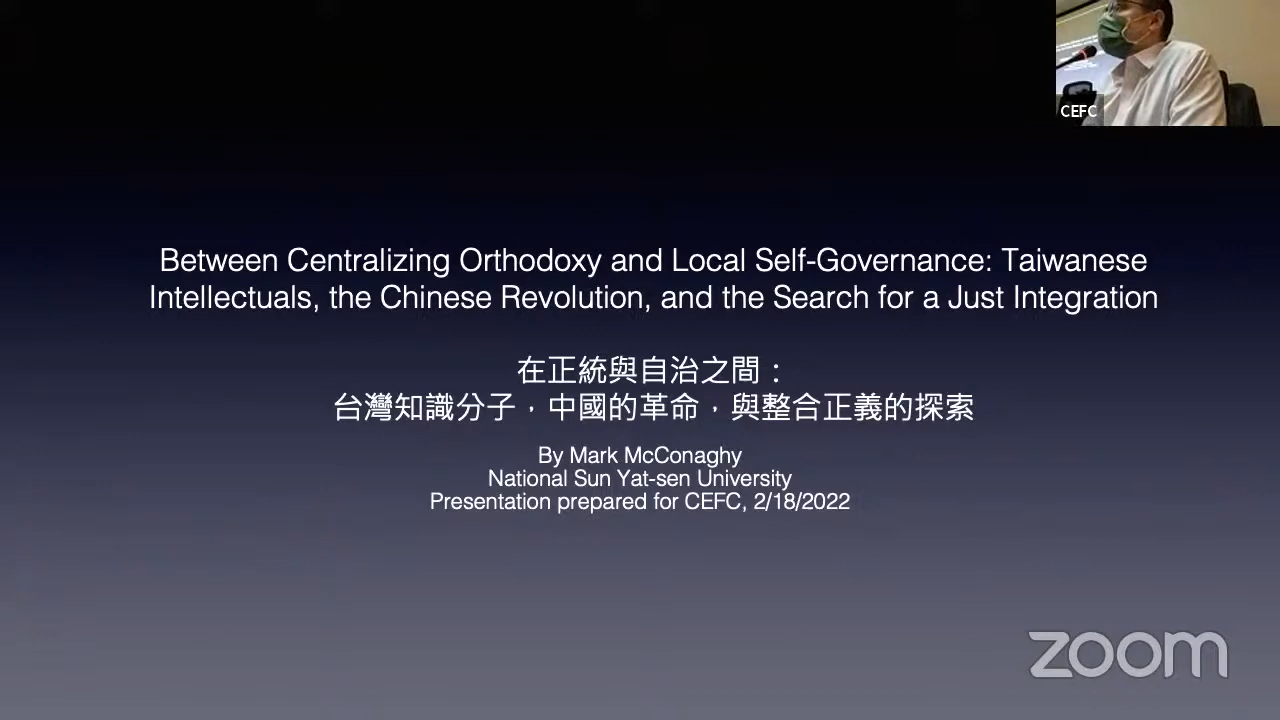 CEFC
Between Centralizing Orthodoxy and Local Self-Governance: Taiwanese
Intellectuals, the Chinese Revolution, and the Search for a Just Integration
在正統與自治之間：
台灣知識分子，中國的革命，與整合正義的探索
By Mark McConaghy
National Sun Yat-sen University
Presentation prepared for CEFC, 2/18/2022
zoom